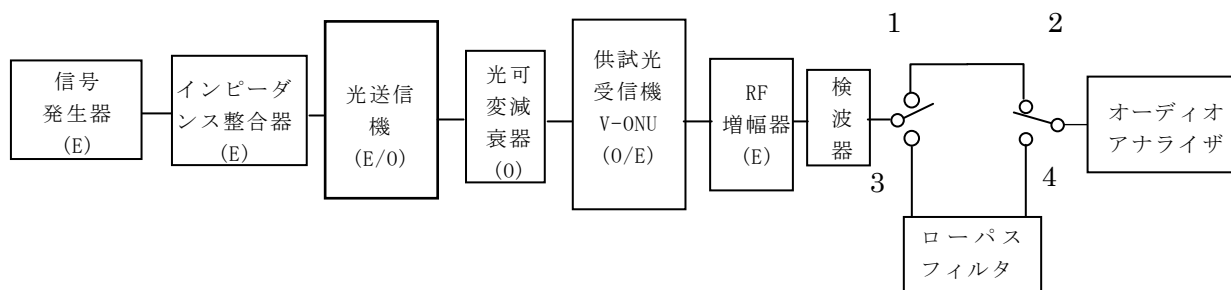 1
2
信号
発生器
(E)
インピーダ
ンス整合器
(E)
光送信
機
(E/O)
光可
変減
衰器
(O)
供試光
受信機
V-ONU
(O/E)
RF
増幅器
(E)
検
波
器
オーディオ
アナライザ
3
4
ローパス
フィルタ